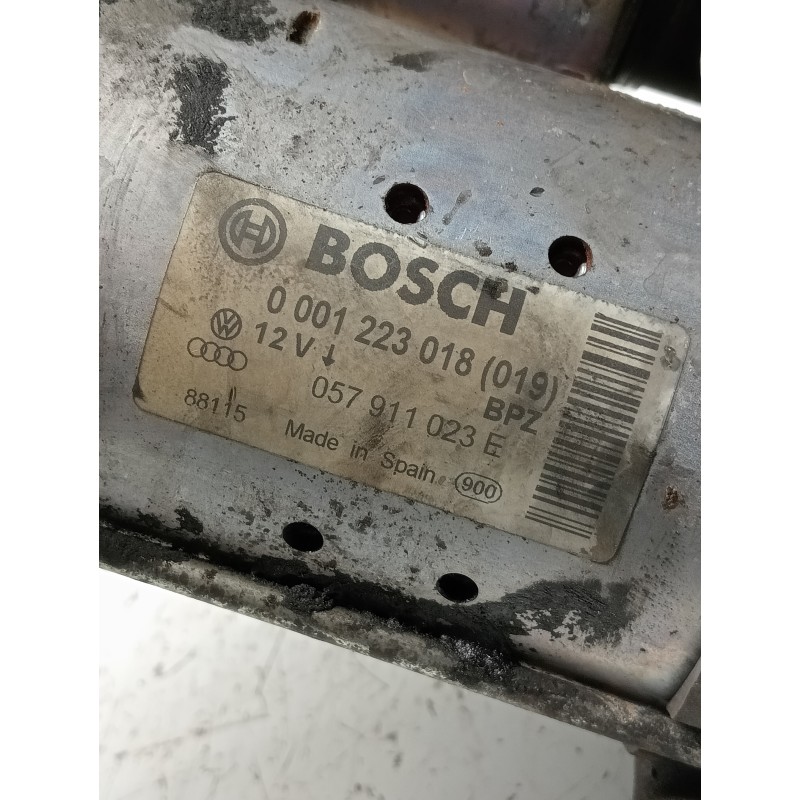 BOSCH
0 001 223 018 (019)
12 V BPZ
057 911 023 E
88115 Made in Spain 900